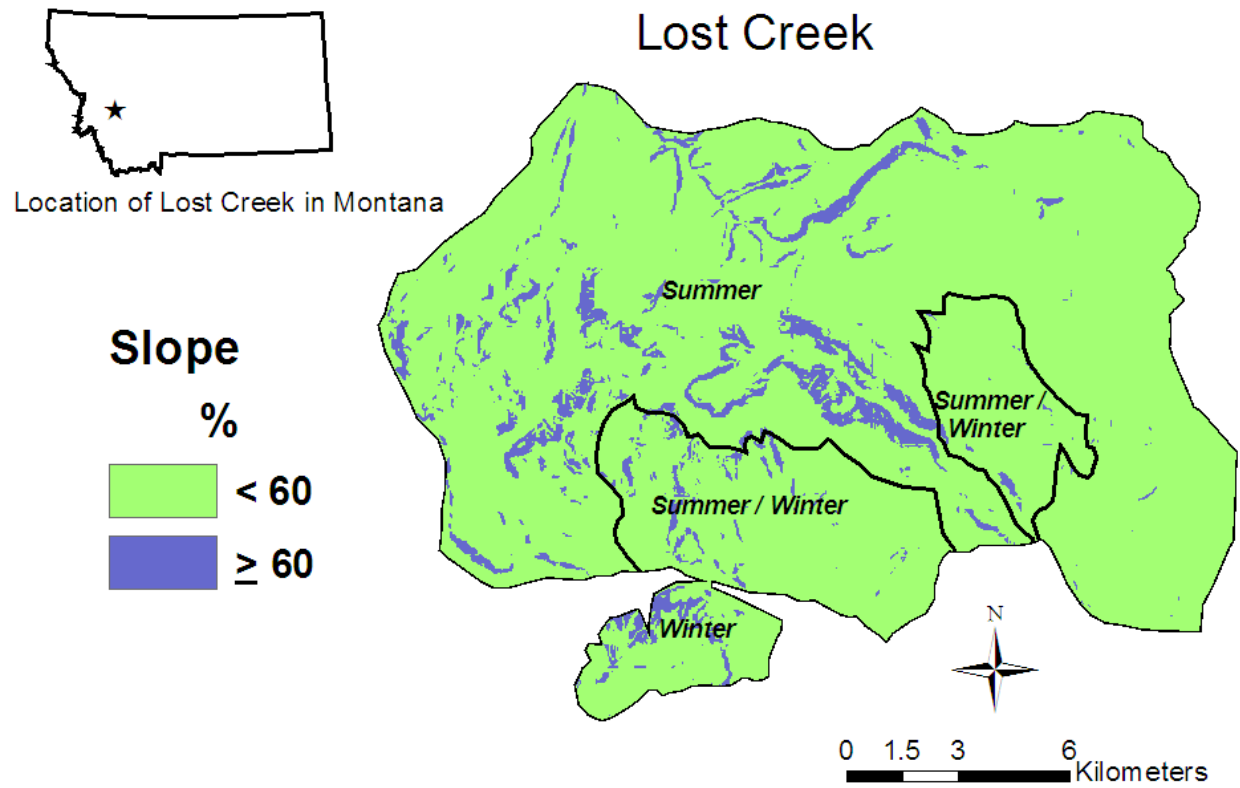 Lost Creek
Location of Lost Creek in Montana
Summer
Slope
%
< 60
≥ 60
Summer /
Winter
Summer / Winter
Winter
N
0 1.5 3 6
Kilometers